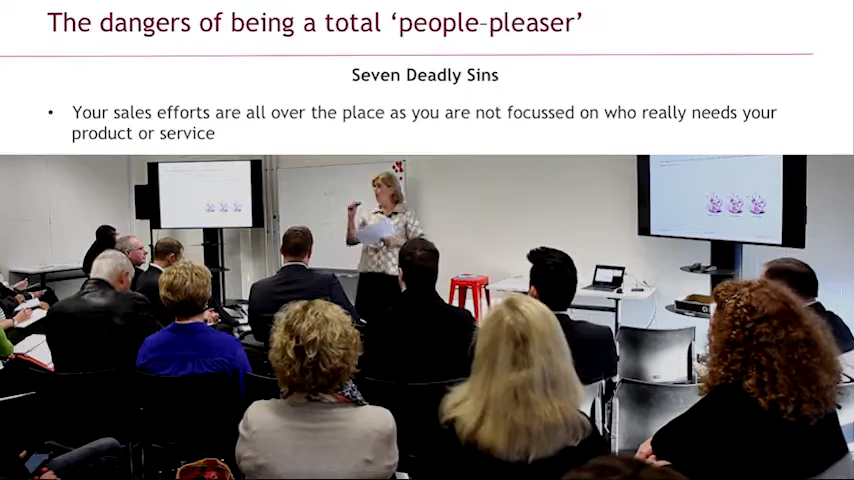 The dangers of being a total ‘people-pleaser’
Seven Deadly Sins
• Your sales efforts are all over the place as you are not focussed on who really needs your
product or service